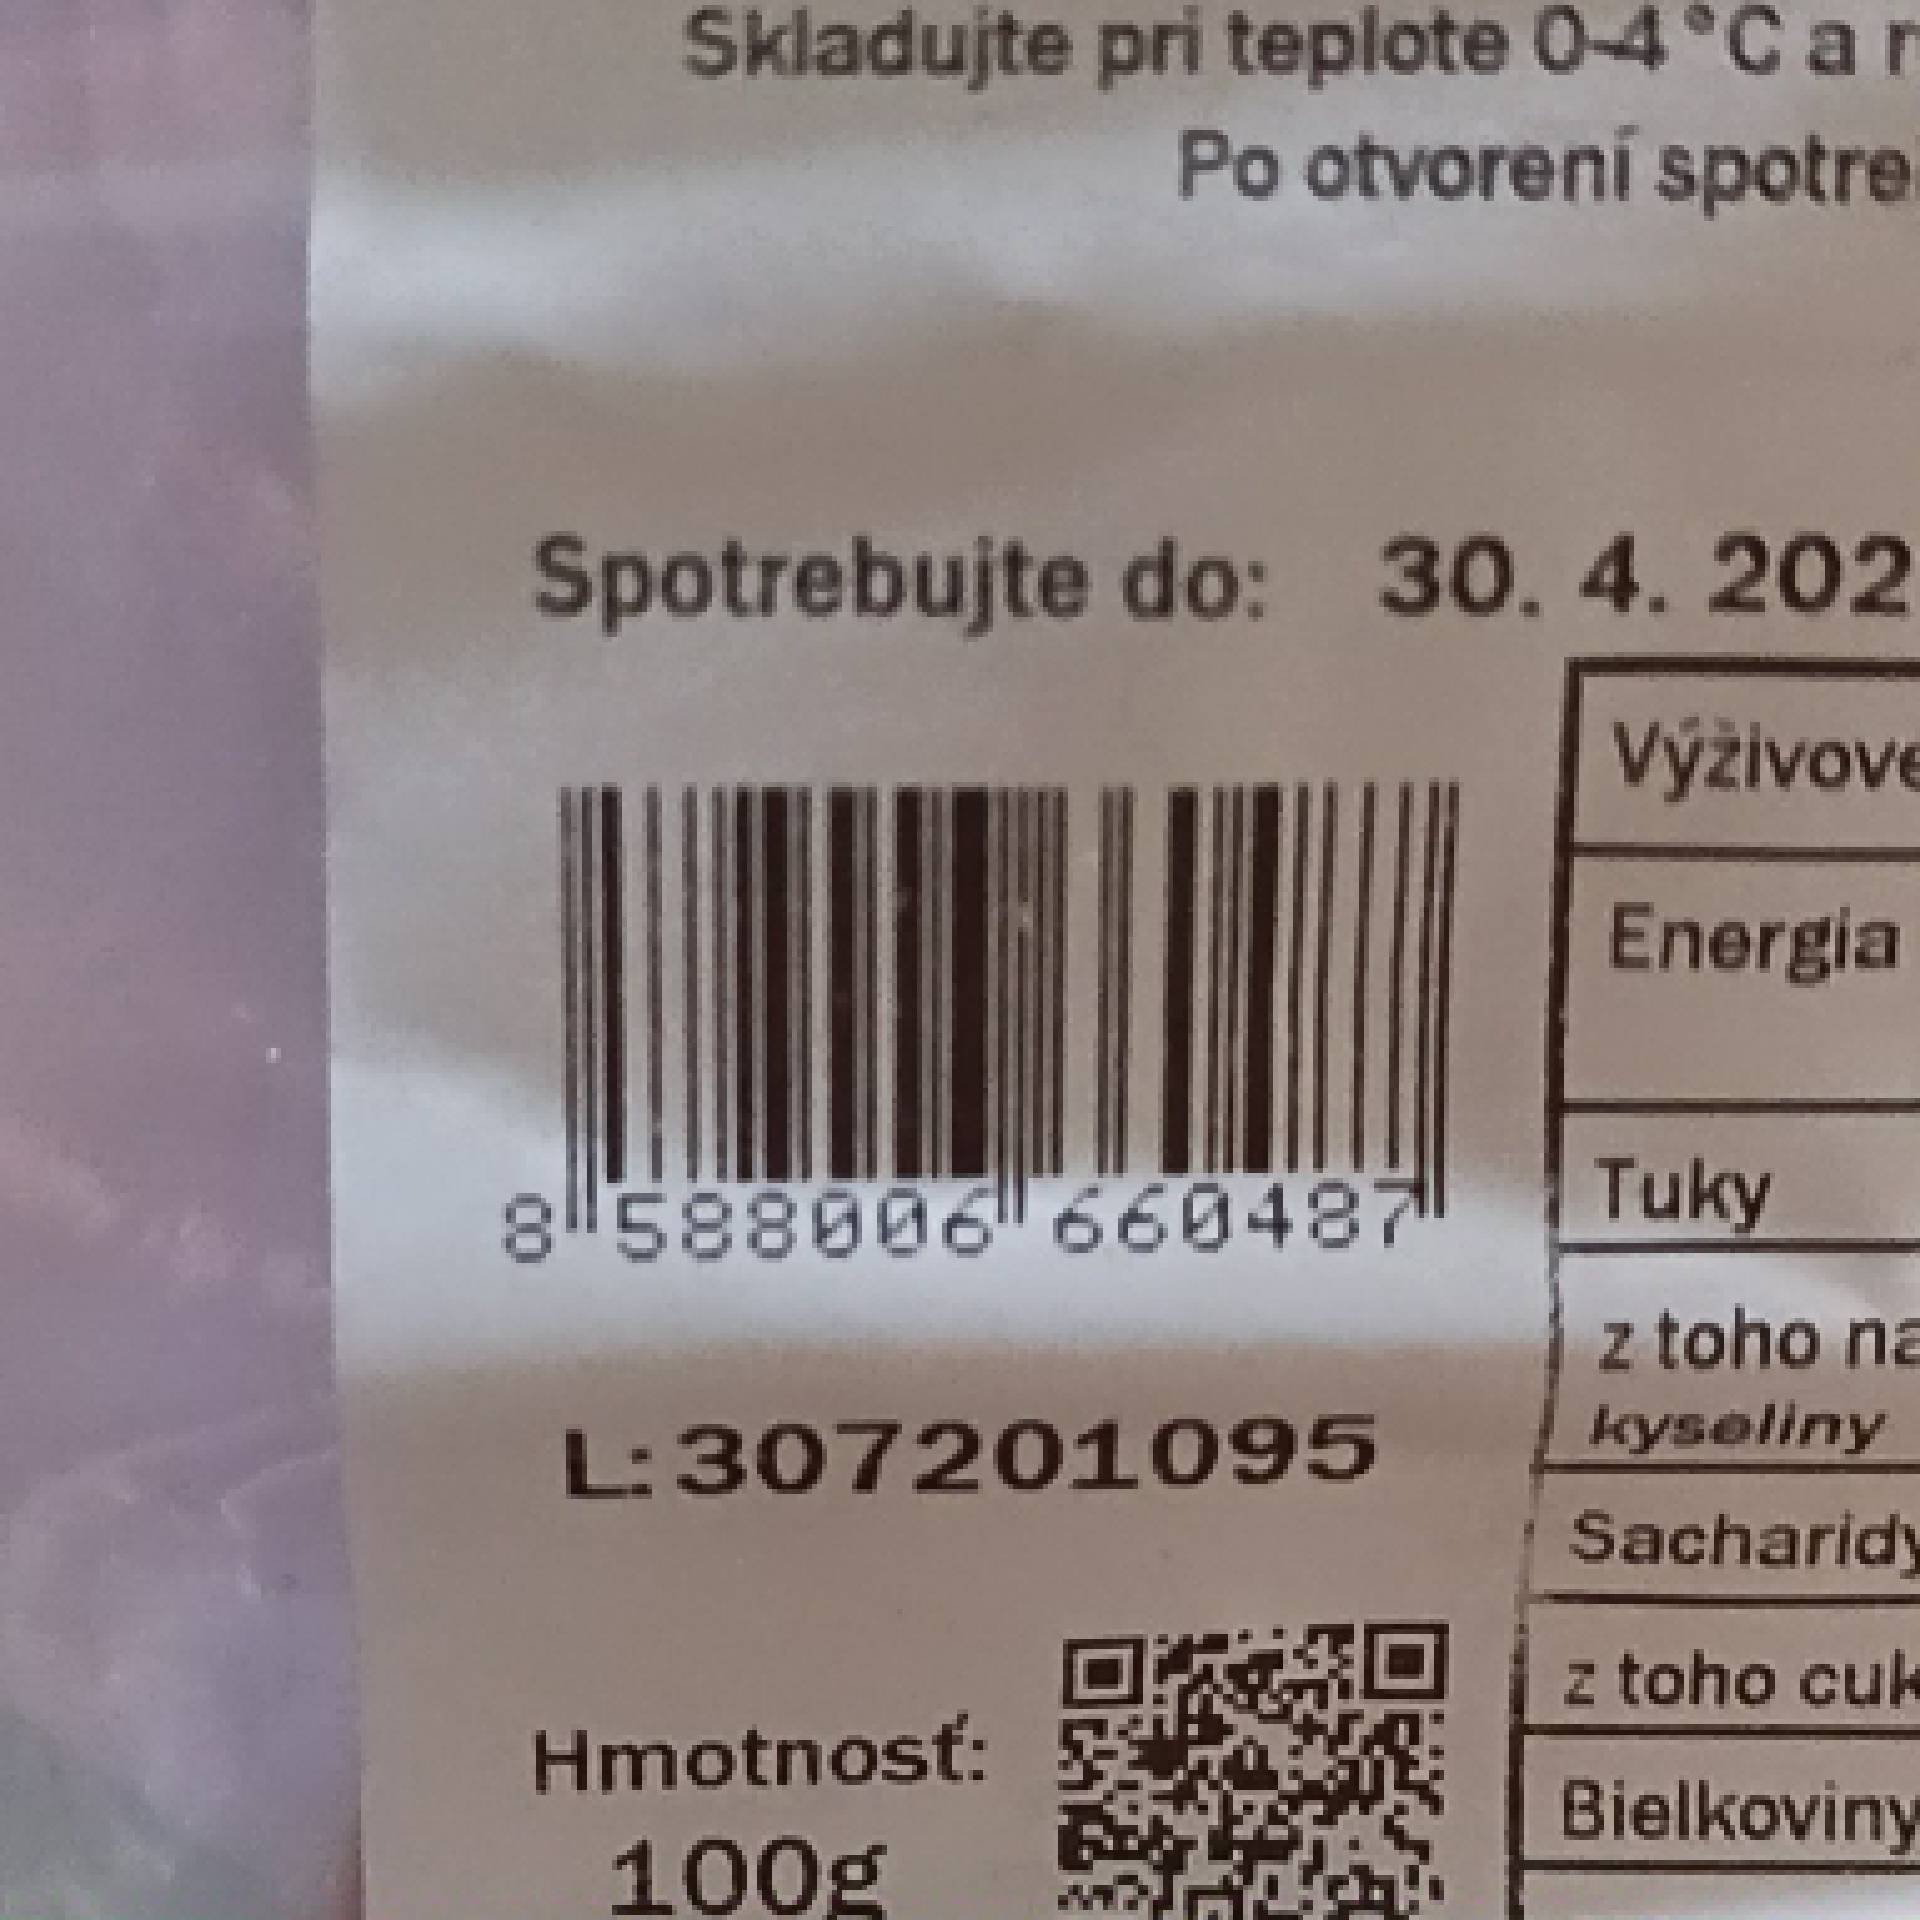 Skladujte pri teplote 0-4°C a r
Po otvorení spotre
Spotrebujte do: 30. 4. 202
Výživové
Energia
Tuky
8 588006 660487
z toho na
kyseliny
L:307201095
Sacharidy
z toho cuk
Hmotnosť:
Bielkoviny
100g